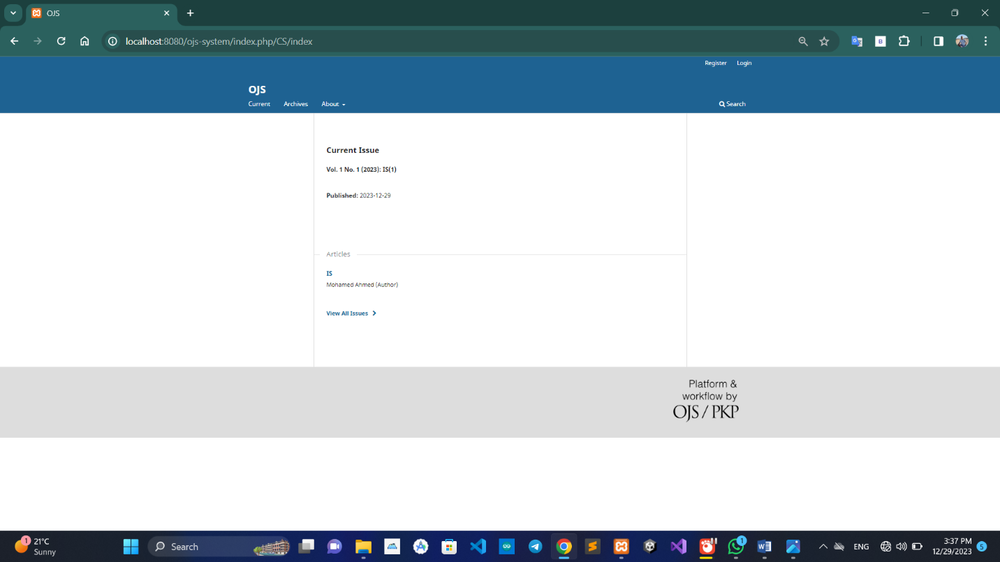 OJS
localhost:8080/ojs-system/index.php/CS/index
B
Register Login
OJS
Current Archives About Search
Current Issue
Vol. 1 No. 1 (2023): IS(1)
Published: 2023-12-29
Articles
IS
Mohamed Ahmed (Author)
View All Issues
Platform &
workflow by
OJS / PKP
1
21°C
Sunny
Search
1
ENG
3:37 PM
12/29/2023
5